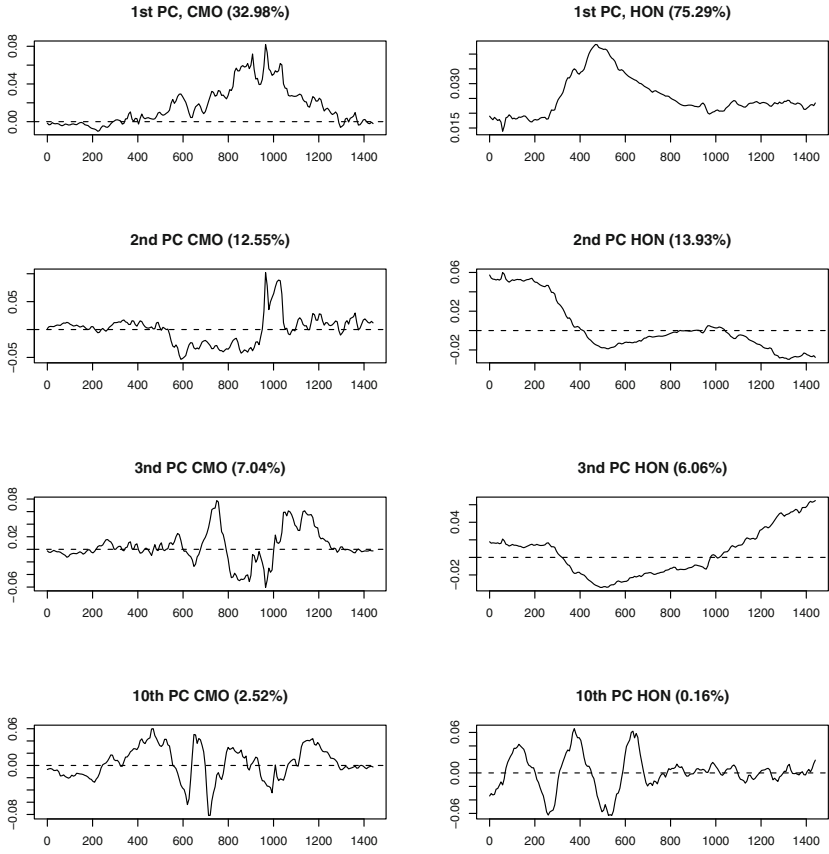 1st PC, CMO (32.98%)
0.00 0.04 0.08
0 200 400 600 800 1000 1200 1400
1st PC, HON (75.29%)
0.015 0.030
0 200 400 600 800 1000 1200 1400
2nd PC CMO (12.55%)
−0.05 0.05
0 200 400 600 800 1000 1200 1400
2nd PC HON (13.93%)
−0.02 0.02 0.06
0 200 400 600 800 1000 1200 1400
3nd PC CMO (7.04%)
−0.06 0.02 0.08
0 200 400 600 800 1000 1200 1400
3nd PC HON (6.06%)
−0.02 0.04
0 200 400 600 800 1000 1200 1400
10th PC CMO (2.52%)
−0.08 0.00 0.06
0 200 400 600 800 1000 1200 1400
10th PC HON (0.16%)
−0.06 0.00 0.06
0 200 400 600 800 1000 1200 1400